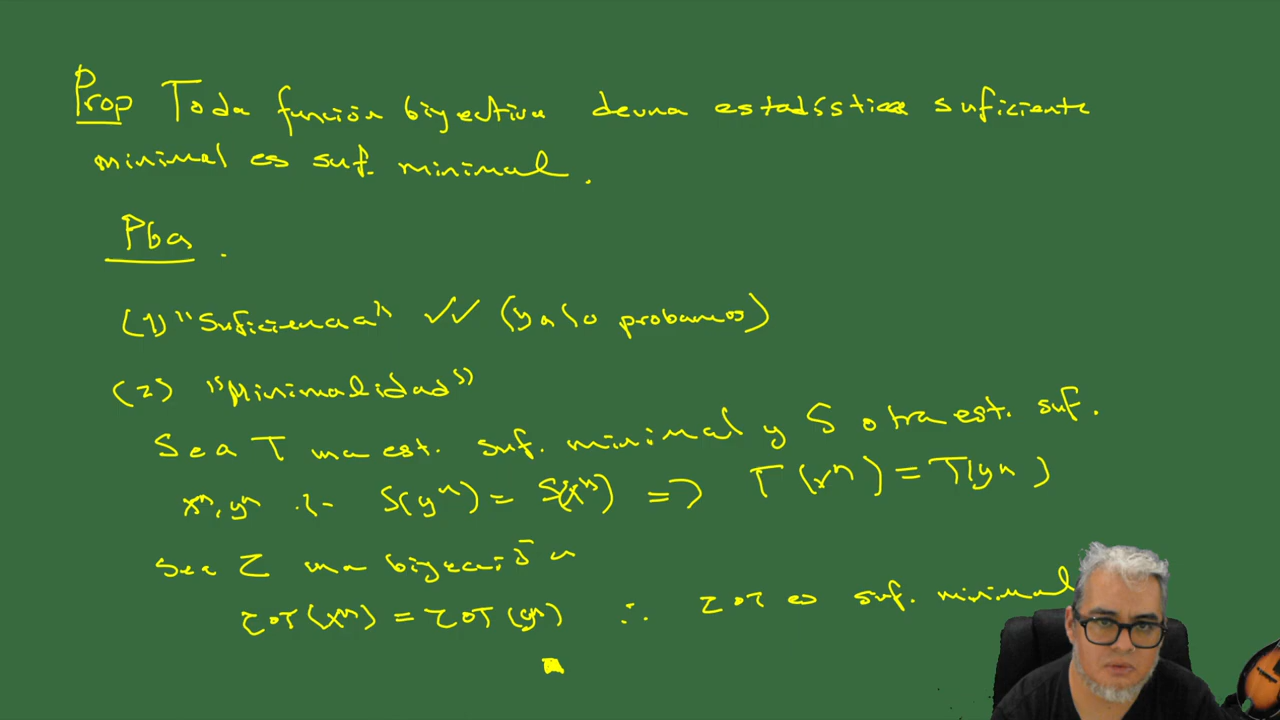 Prop Toda función biyectiva de una estadística suficiente
minimal es suf. minimal.
Pba.
(1) "Suficiencia" ✓✓ (ya lo probamos)
(2) "Minimalidad"
Sea T una est. suf. minimal y S otra est. suf.
xⁿ, yⁿ ∴ S(yⁿ) = S(xⁿ) => T(xⁿ) = T(yⁿ)
Sea Z una biyección
Z∘T(xⁿ) = Z∘T(yⁿ) ∴ Z∘T es suf. minimal